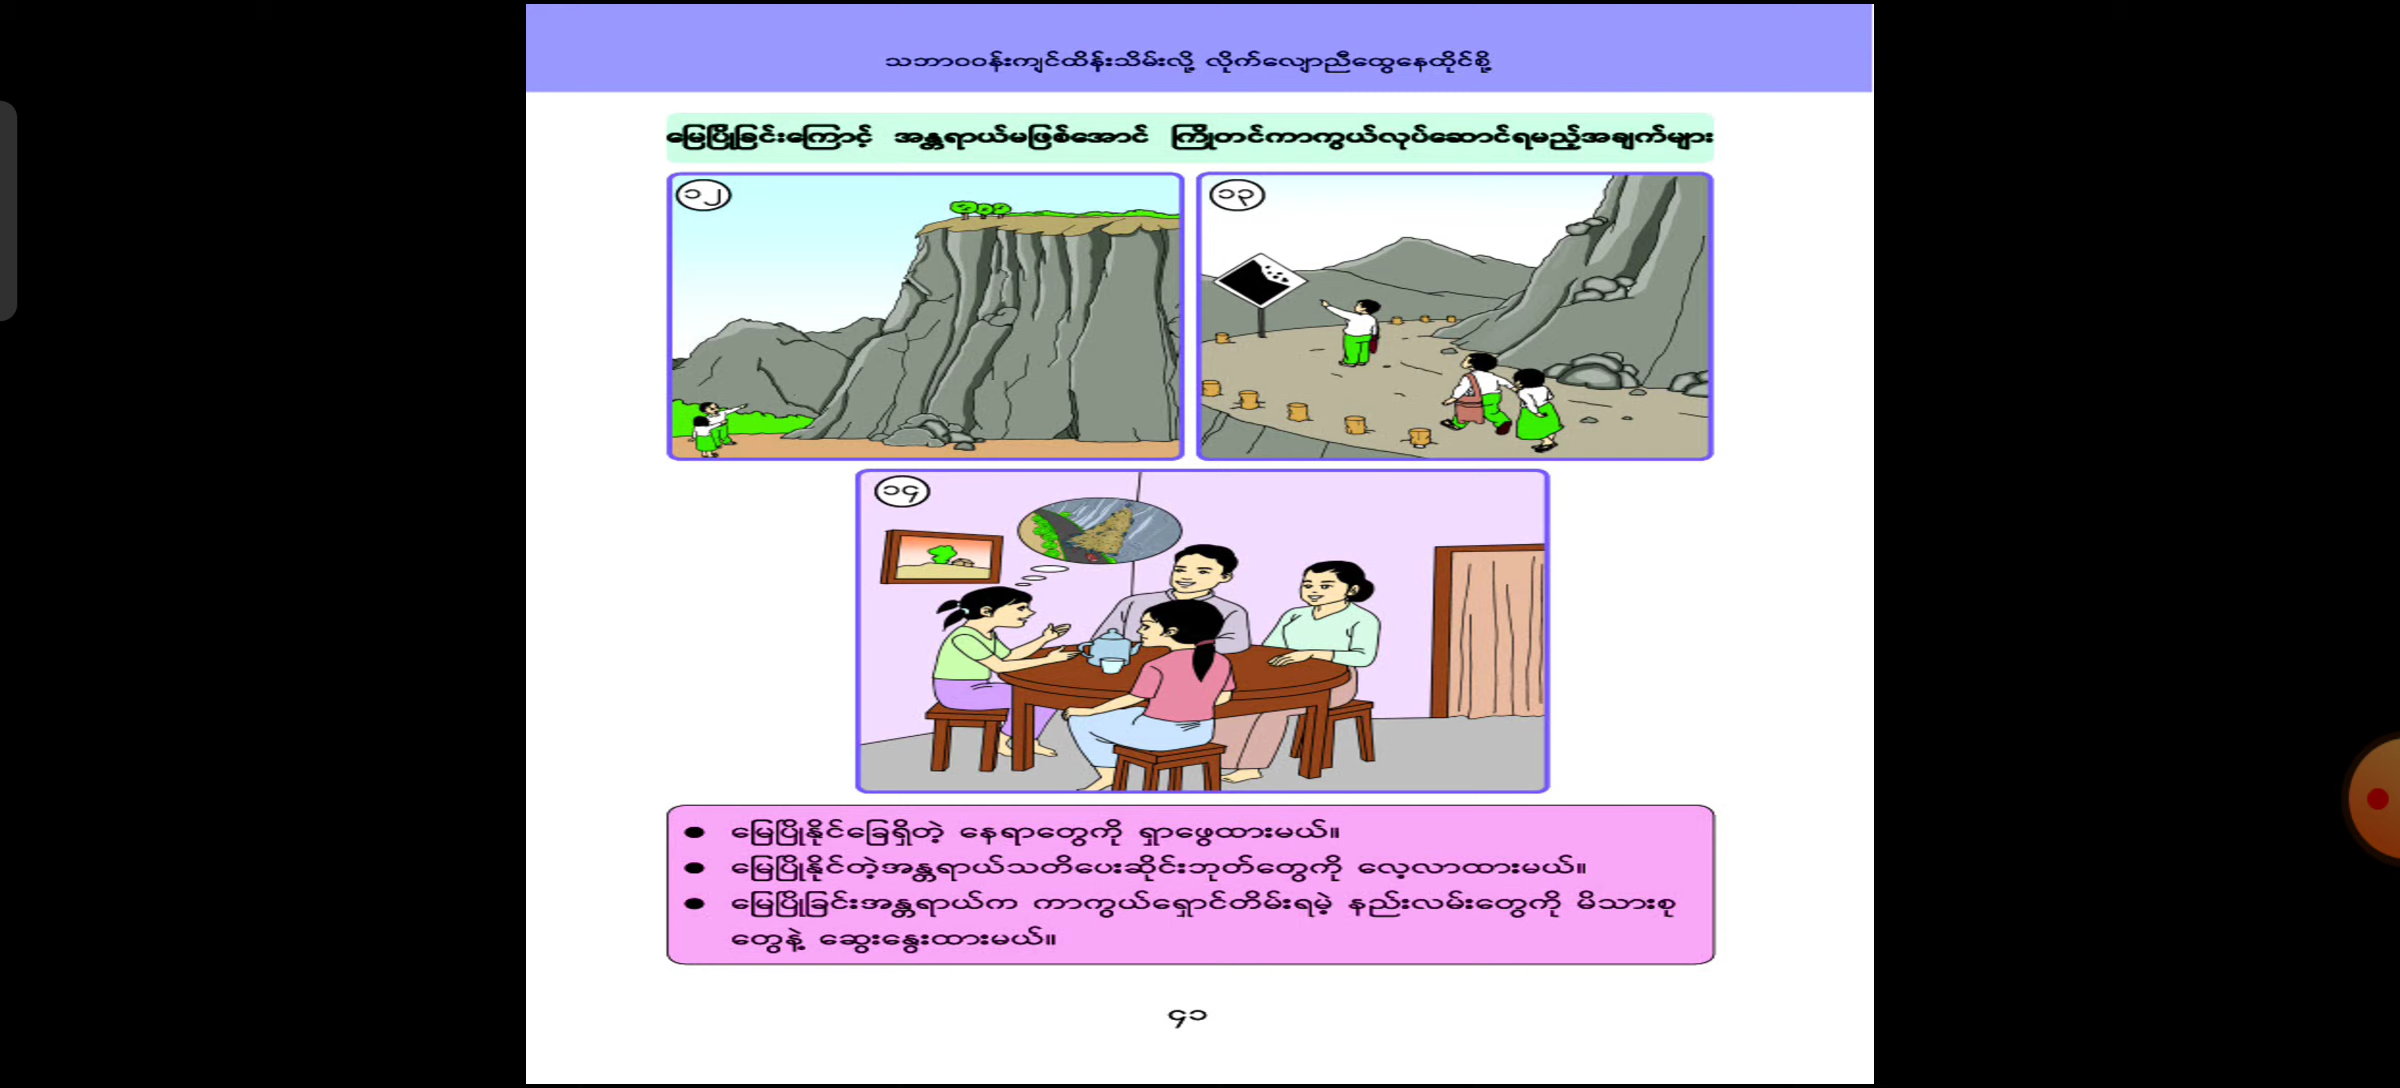 သဘာဝဝန်းကျင်ထိန်းသိမ်းလို့ လိုက်လျောညီထွေနေထိုင်စို့
မြေပြိုခြင်းကြောင့် အန္တရာယ်မဖြစ်အောင် ကြိုတင်ကာကွယ်လုပ်ဆောင်ရမည့်အချက်များ
၁၂
၁၃
၁၄
● မြေပြိုနိုင်ခြေရှိတဲ့ နေရာတွေကို ရှာဖွေထားမယ်။
● မြေပြိုနိုင်တဲ့အန္တရာယ်သတိပေးဆိုင်းဘုတ်တွေကို လေ့လာထားမယ်။
● မြေပြိုခြင်းအန္တရာယ်က ကာကွယ်ရှောင်တိမ်းရမဲ့ နည်းလမ်းတွေကို မိသားစု
တွေနဲ့ ဆွေးနွေးထားမယ်။
၄၁